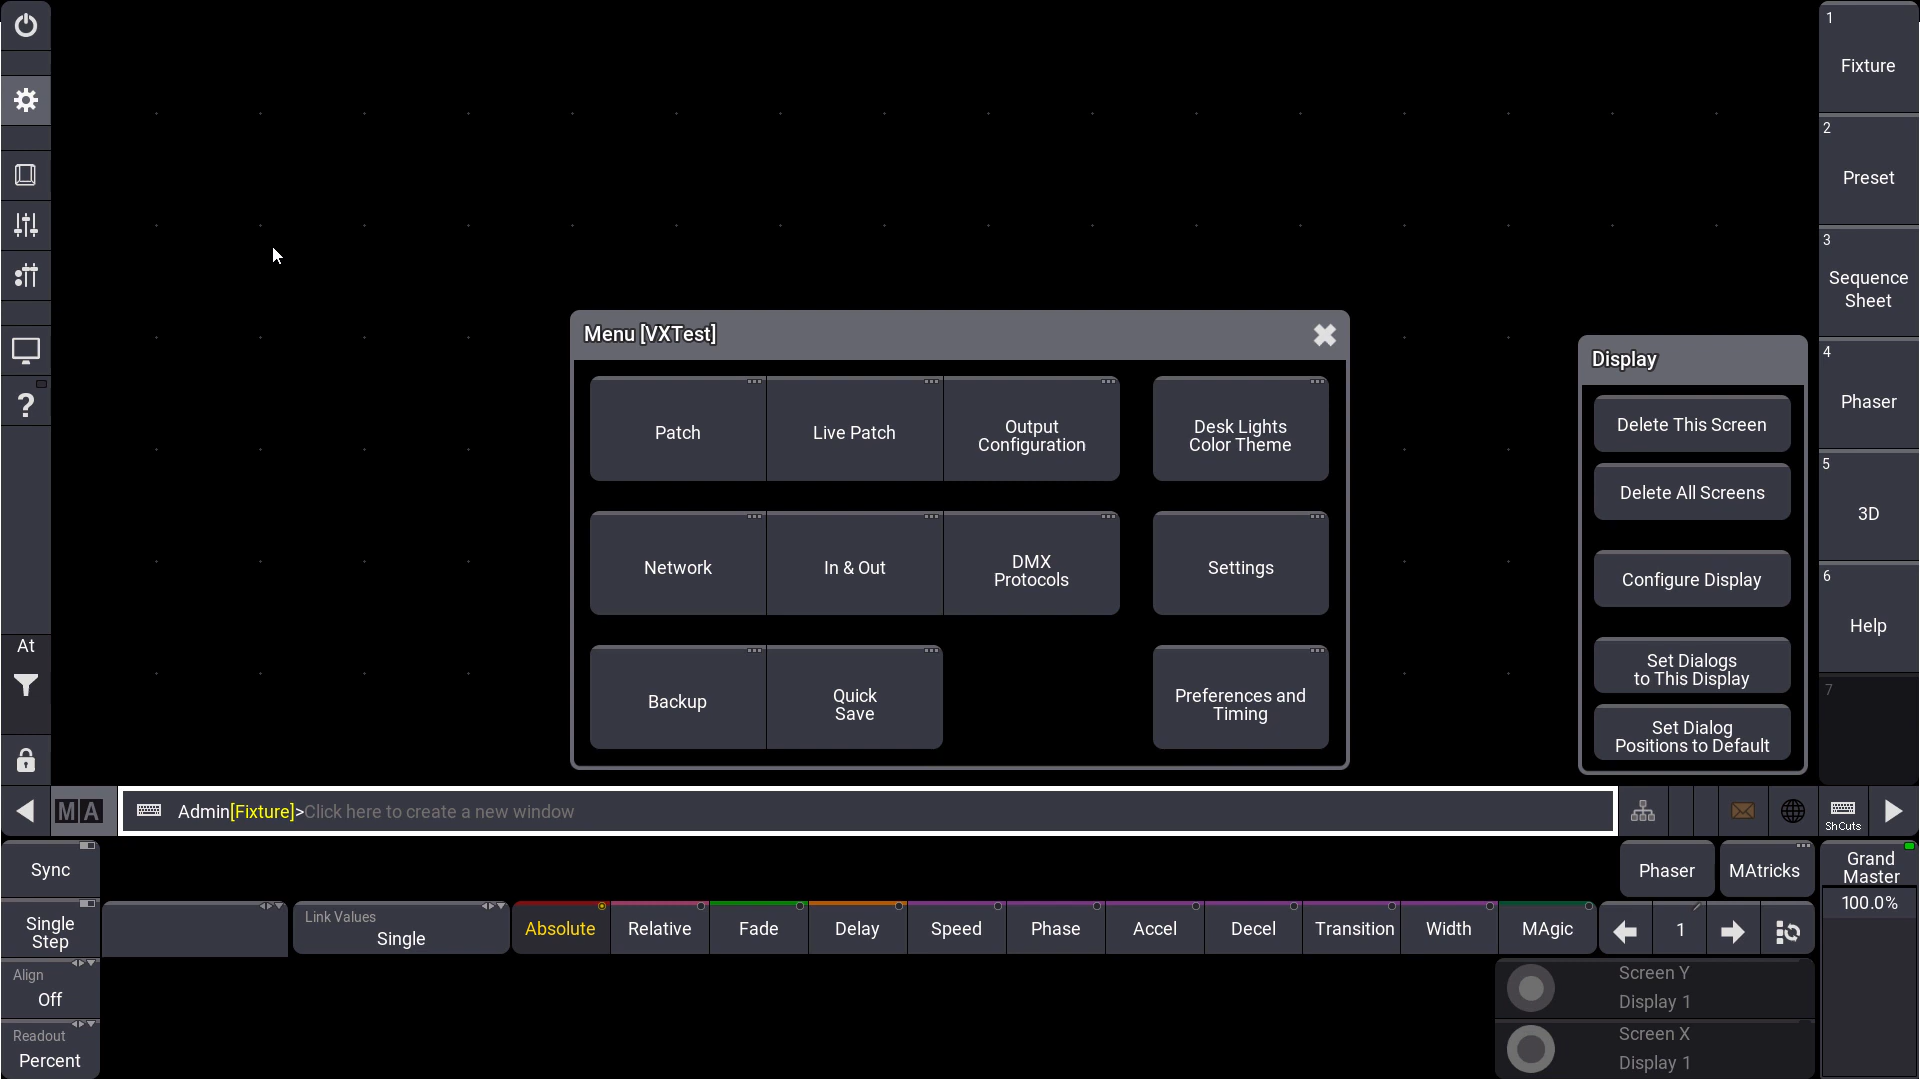 1
Fixture
2
Preset
3
Sequence
Sheet
4
Phaser
5
3D
6
Help
7
Menu [VXTest]
Patch
Live Patch
Output
Configuration
Desk Lights
Color Theme
Network
In & Out
DMX
Protocols
Settings
Backup
Quick
Save
Preferences and
Timing
Display
Delete This Screen
Delete All Screens
Configure Display
Set Dialogs
to This Display
Set Dialog
Positions to Default
?
At
MA
Admin[Fixture]>Click here to create a new window
ShCuts
Sync
Phaser
MAtricks
Grand
Master
100.0%
Single
Step
Link Values
Single
Absolute
Relative
Fade
Delay
Speed
Phase
Accel
Decel
Transition
Width
MAgic
1
Align
Off
Screen Y
Display 1
Readout
Percent
Screen X
Display 1